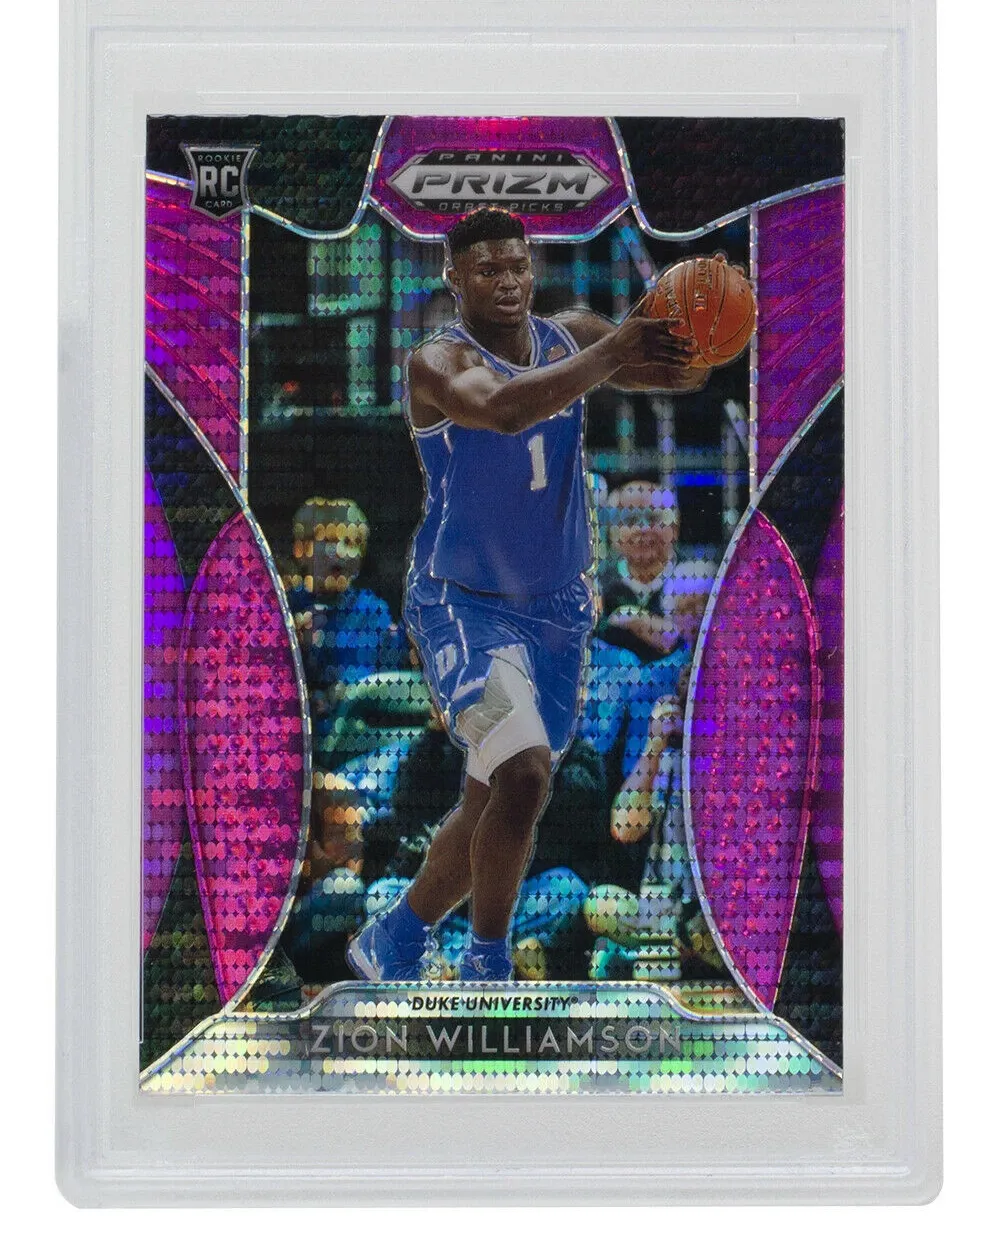 ROOKIE
RC
CARD
PANINI
PRIZM
DRAFT PICKS
1
D
DUKE UNIVERSITY®
ZION WILLIAMSON